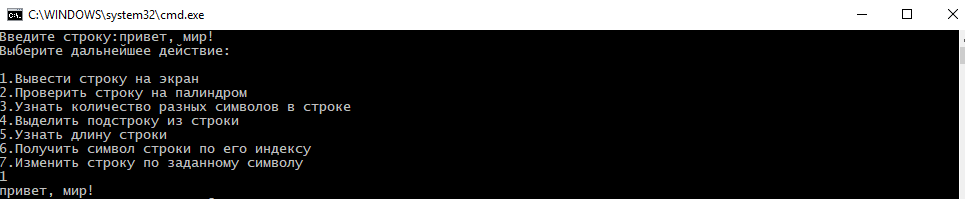 C:\WINDOWS\system32\cmd.exe
Введите строку:привет, мир!
Выберите дальнейшее действие:
1.Вывести строку на экран
2.Проверить строку на палиндром
3.Узнать количество разных символов в строке
4.Выделить подстроку из строки
5.Узнать длину строки
6.Получить символ строки по его индексу
7.Изменить строку по заданному символу
1
привет, мир!